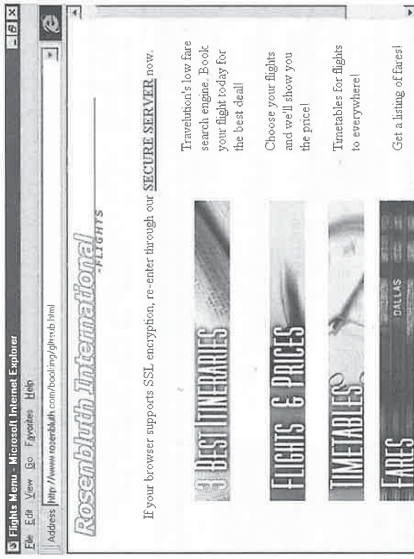 Flights Menu - Microsoft Internet Explorer
File Edit View Go Favorites Help
Address http://www.rosenbluth.com/booking/gltsub.html
Rosenbluth International
-FLIGHTS
If your browser supports SSL encryption, re-enter through our SECURE SERVER now.
3 BEST ITINERARIES
Travelution's low fare
search engine. Book
your flight today for
the best deal!
FLIGHTS & PRICES
Choose your flights
and we'll show you
the price!
TIMETABLES
Timetables for flights
to everywhere!
FARES
DALLAS
Get a listing of fares!